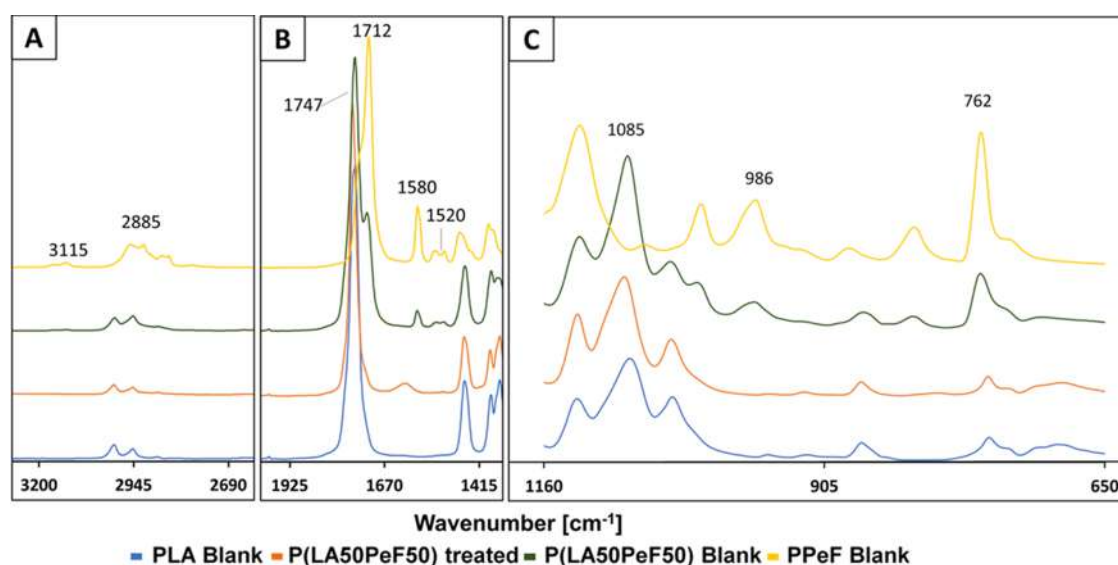 A
B
C
1712
1747
1085
762
1580
986
2885
1520
3115
3200 2945 2690
1925 1670 1415
1160 905 650
Wavenumber [cm-1]
PLA Blank P(LA50PeF50) treated P(LA50PeF50) Blank PPeF Blank